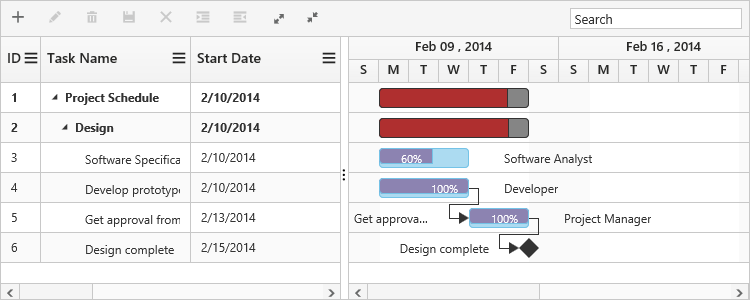 Search
ID Task Name Start Date
Feb 09 , 2014 Feb 16 , 2014
S M T W T F S S M T W T F
1 Project Schedule 2/10/2014
2 Design 2/10/2014
3 Software Specifica 2/10/2014 60% Software Analyst
4 Develop prototype 2/10/2014 100% Developer
5 Get approval from 2/13/2014 Get approva... 100% Project Manager
6 Design complete 2/15/2014 Design complete